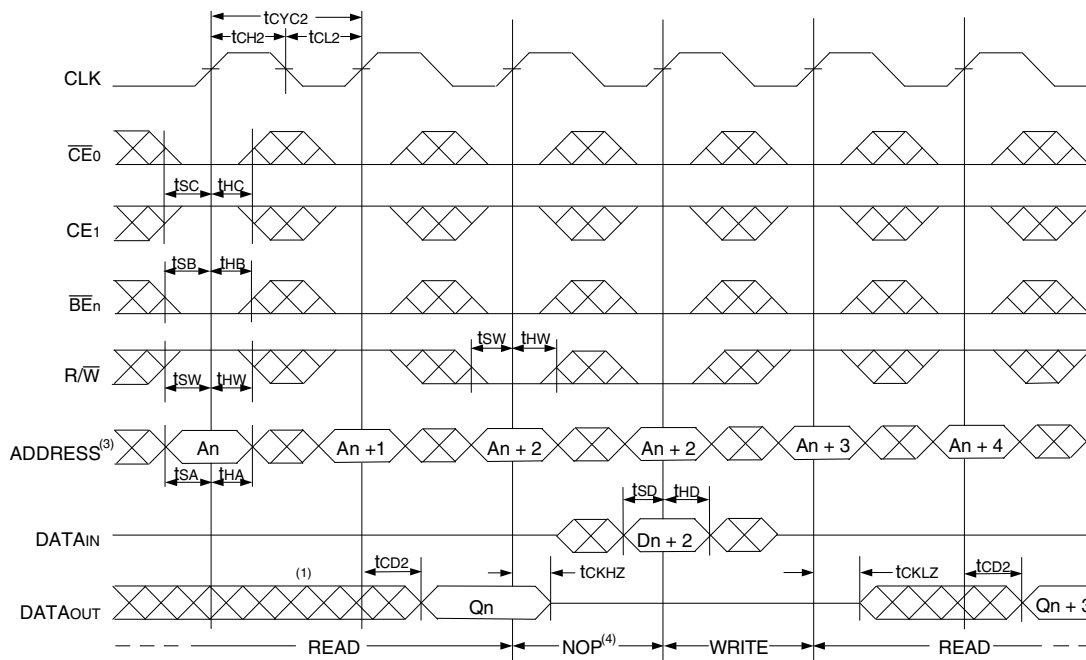 tCYC2
tCH2 tCL2
CLK
CE0
tSC tHC
CE1
tSB tHB
BEn
tSW tHW
R/W
tSW tHW
ADDRESS(3) An An +1 An + 2 An + 2 An + 3 An + 4
tSA tHA
tSD tHD
DATAIN Dn + 2
tCD2 tCKHZ tCKLZ tCD2
(1)
DATAOUT Qn Qn + 3
READ NOP(4) WRITE READ